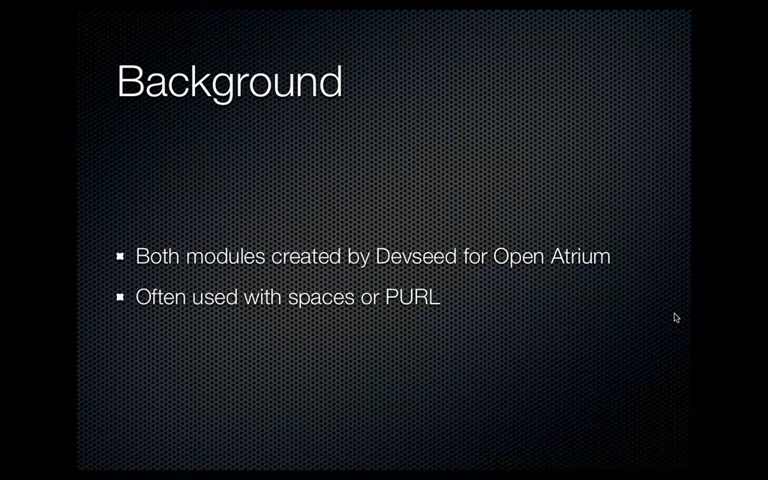 Background
Both modules created by Devseed for Open Atrium
Often used with spaces or PURL